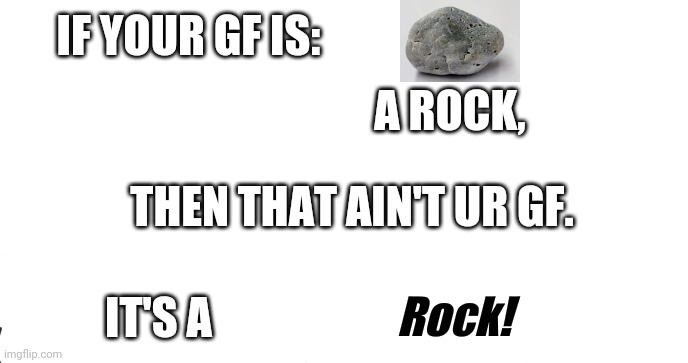 IF YOUR GF IS:
A ROCK,
THEN THAT AIN'T UR GF.
IT'S A Rock!
imgflip.com